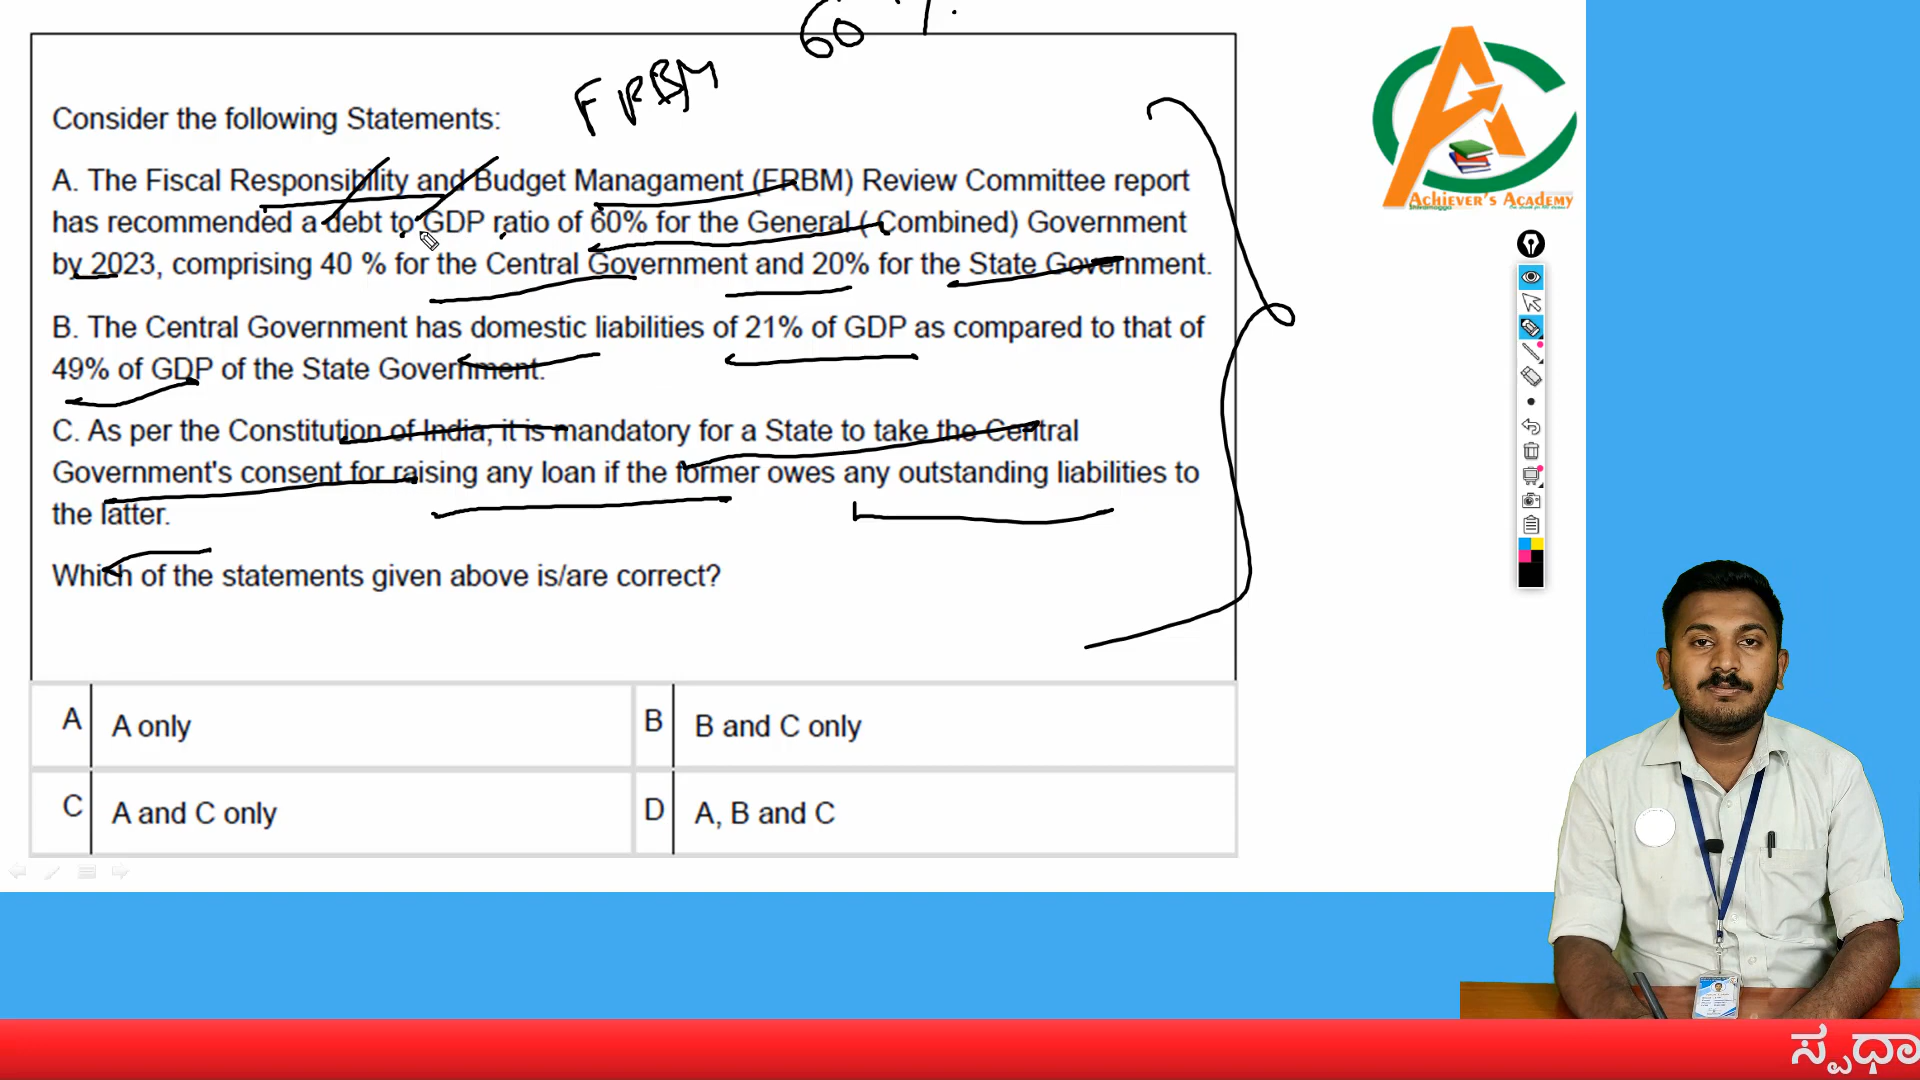 60 %.
FRBM
Consider the following Statements:
A. The Fiscal Responsibility and Budget Managament (FRBM) Review Committee report
has recommended a debt to GDP ratio of 60% for the General ( Combined) Government
by 2023, comprising 40 % for the Central Government and 20% for the State Government.
B. The Central Government has domestic liabilities of 21% of GDP as compared to that of
49% of GDP of the State Government.
C. As per the Constitution of India, it is mandatory for a State to take the Central
Government's consent for raising any loan if the former owes any outstanding liabilities to
the latter.
Which of the statements given above is/are correct?
A A only
B B and C only
C A and C only
D A, B and C
ACHIEVER'S ACADEMY
ಸ್ಪರ್ಧಾ